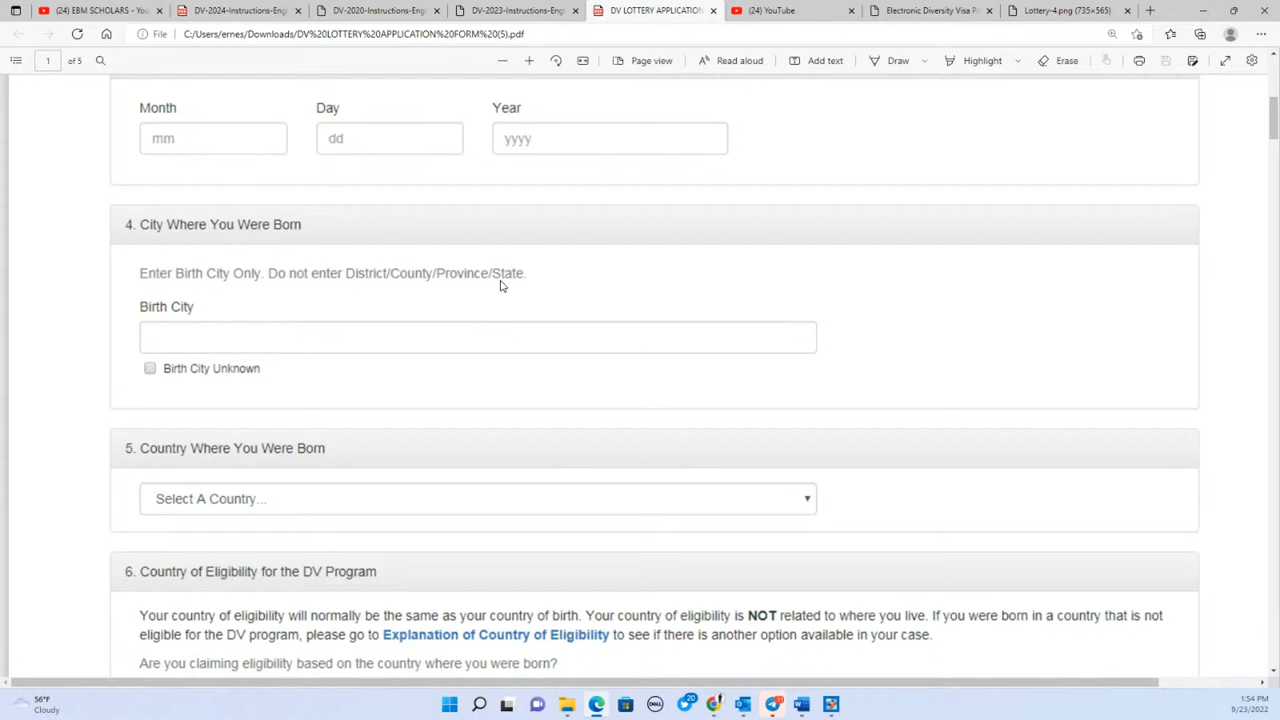 (24) EBM SCHOLARS - You
DV-2024-Instructions-Engl
DV-2020-Instructions-Engl
DV-2023-Instructions-Engl
DV LOTTERY APPLICATION
(24) YouTube
Electronic Diversity Visa P
Lottery-4.png (735×565)
File
C:/Users/ernes/Downloads/DV%20LOTTERY%20APPLICATION%20FORM%20(5).pdf
1 of 5
Page view
Read aloud
Add text
Draw
Highlight
Erase
Month
Day
Year
mm
dd
yyyy
4. City Where You Were Born
Enter Birth City Only. Do not enter District/County/Province/State.
Birth City
Birth City Unknown
5. Country Where You Were Born
Select A Country...
6. Country of Eligibility for the DV Program
Your country of eligibility will normally be the same as your country of birth. Your country of eligibility is NOT related to where you live. If you were born in a country that is not
eligible for the DV program, please go to Explanation of Country of Eligibility to see if there is another option available in your case.
Are you claiming eligibility based on the country where you were born?
56°F
Cloudy
20
1:54 PM
9/23/2022